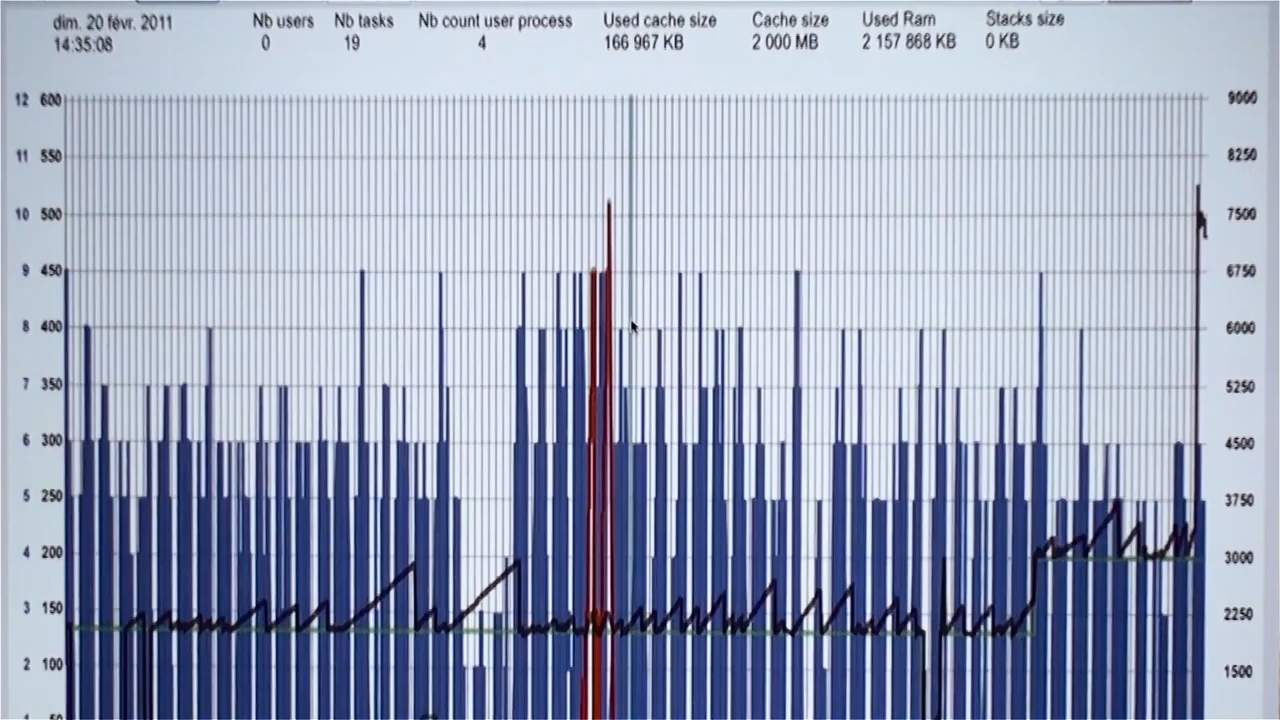 dim. 20 févr. 2011 Nb users Nb tasks Nb count user process Used cache size Cache size Used Ram Stacks size
14:35:08 0 19 4 166 967 KB 2 000 MB 2 157 868 KB 0 KB
12 600 9000
11 550 8250
10 500 7500
9 450 6750
8 400 6000
7 350 5250
6 300 4500
5 250 3750
4 200 3000
3 150 2250
2 100 1500